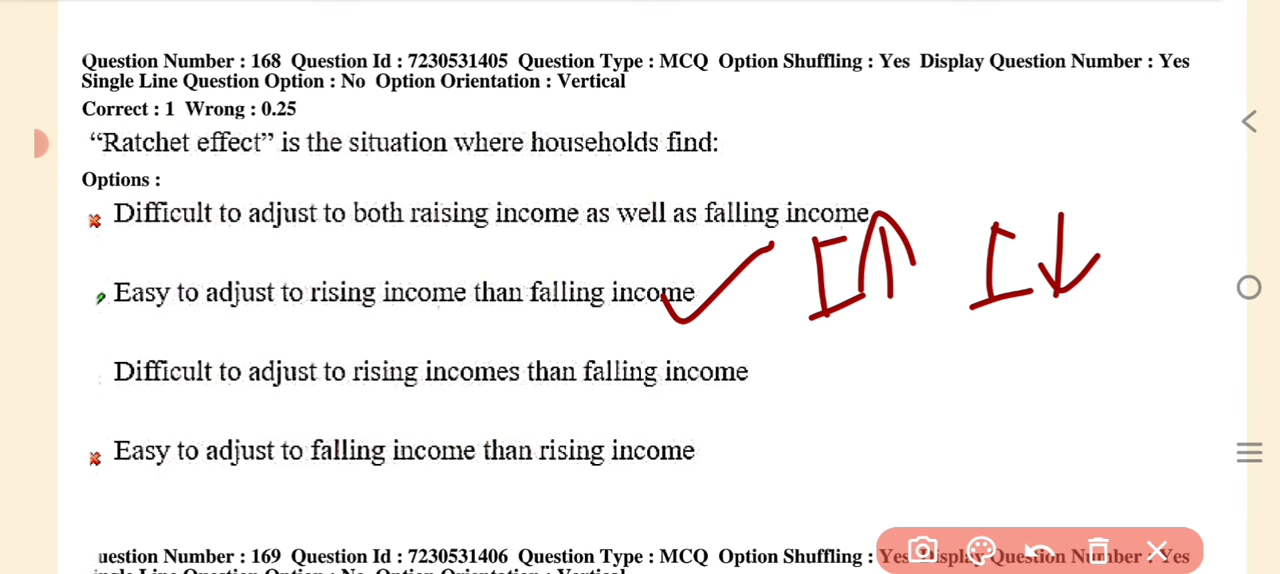 Question Number : 168 Question Id : 7230531405 Question Type : MCQ Option Shuffling : Yes Display Question Number : Yes
Single Line Question Option : No Option Orientation : Vertical
Correct : 1 Wrong : 0.25
“Ratchet effect” is the situation where households find:
Options :
Difficult to adjust to both raising income as well as falling income
Easy to adjust to rising income than falling income
I↑ I↓
Difficult to adjust to rising incomes than falling income
Easy to adjust to falling income than rising income
uestion Number : 169 Question Id : 7230531406 Question Type : MCQ Option Shuffling : Yes Display Question Number : Yes